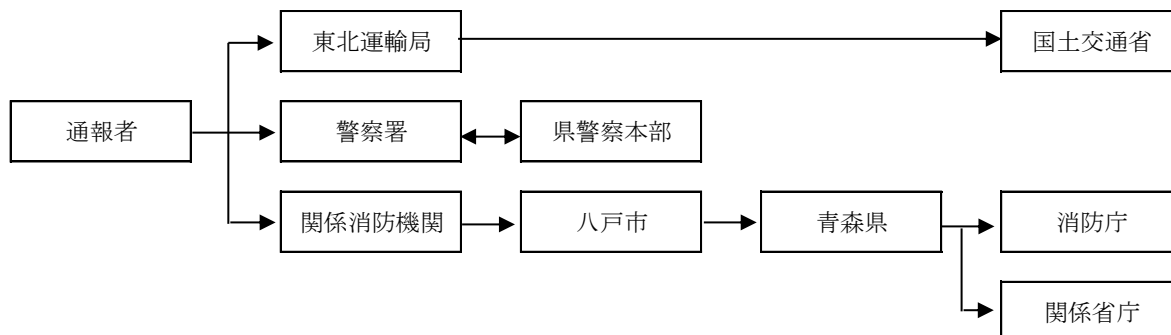 東北運輸局
国土交通省
通報者
警察署
県警察本部
関係消防機関
八戸市
青森県
消防庁
関係省庁